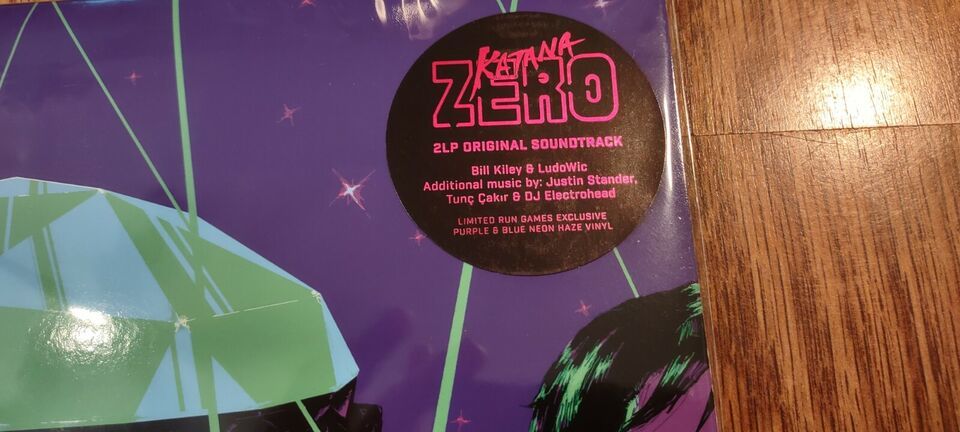 KATANA
ZERO
2LP ORIGINAL SOUNDTRACK
Bill Kiley & LudoWic
Additional music by: Justin Stander,
Tunç Çakır & DJ Electrohead
LIMITED RUN GAMES EXCLUSIVE
PURPLE & BLUE NEON HAZE VINYL